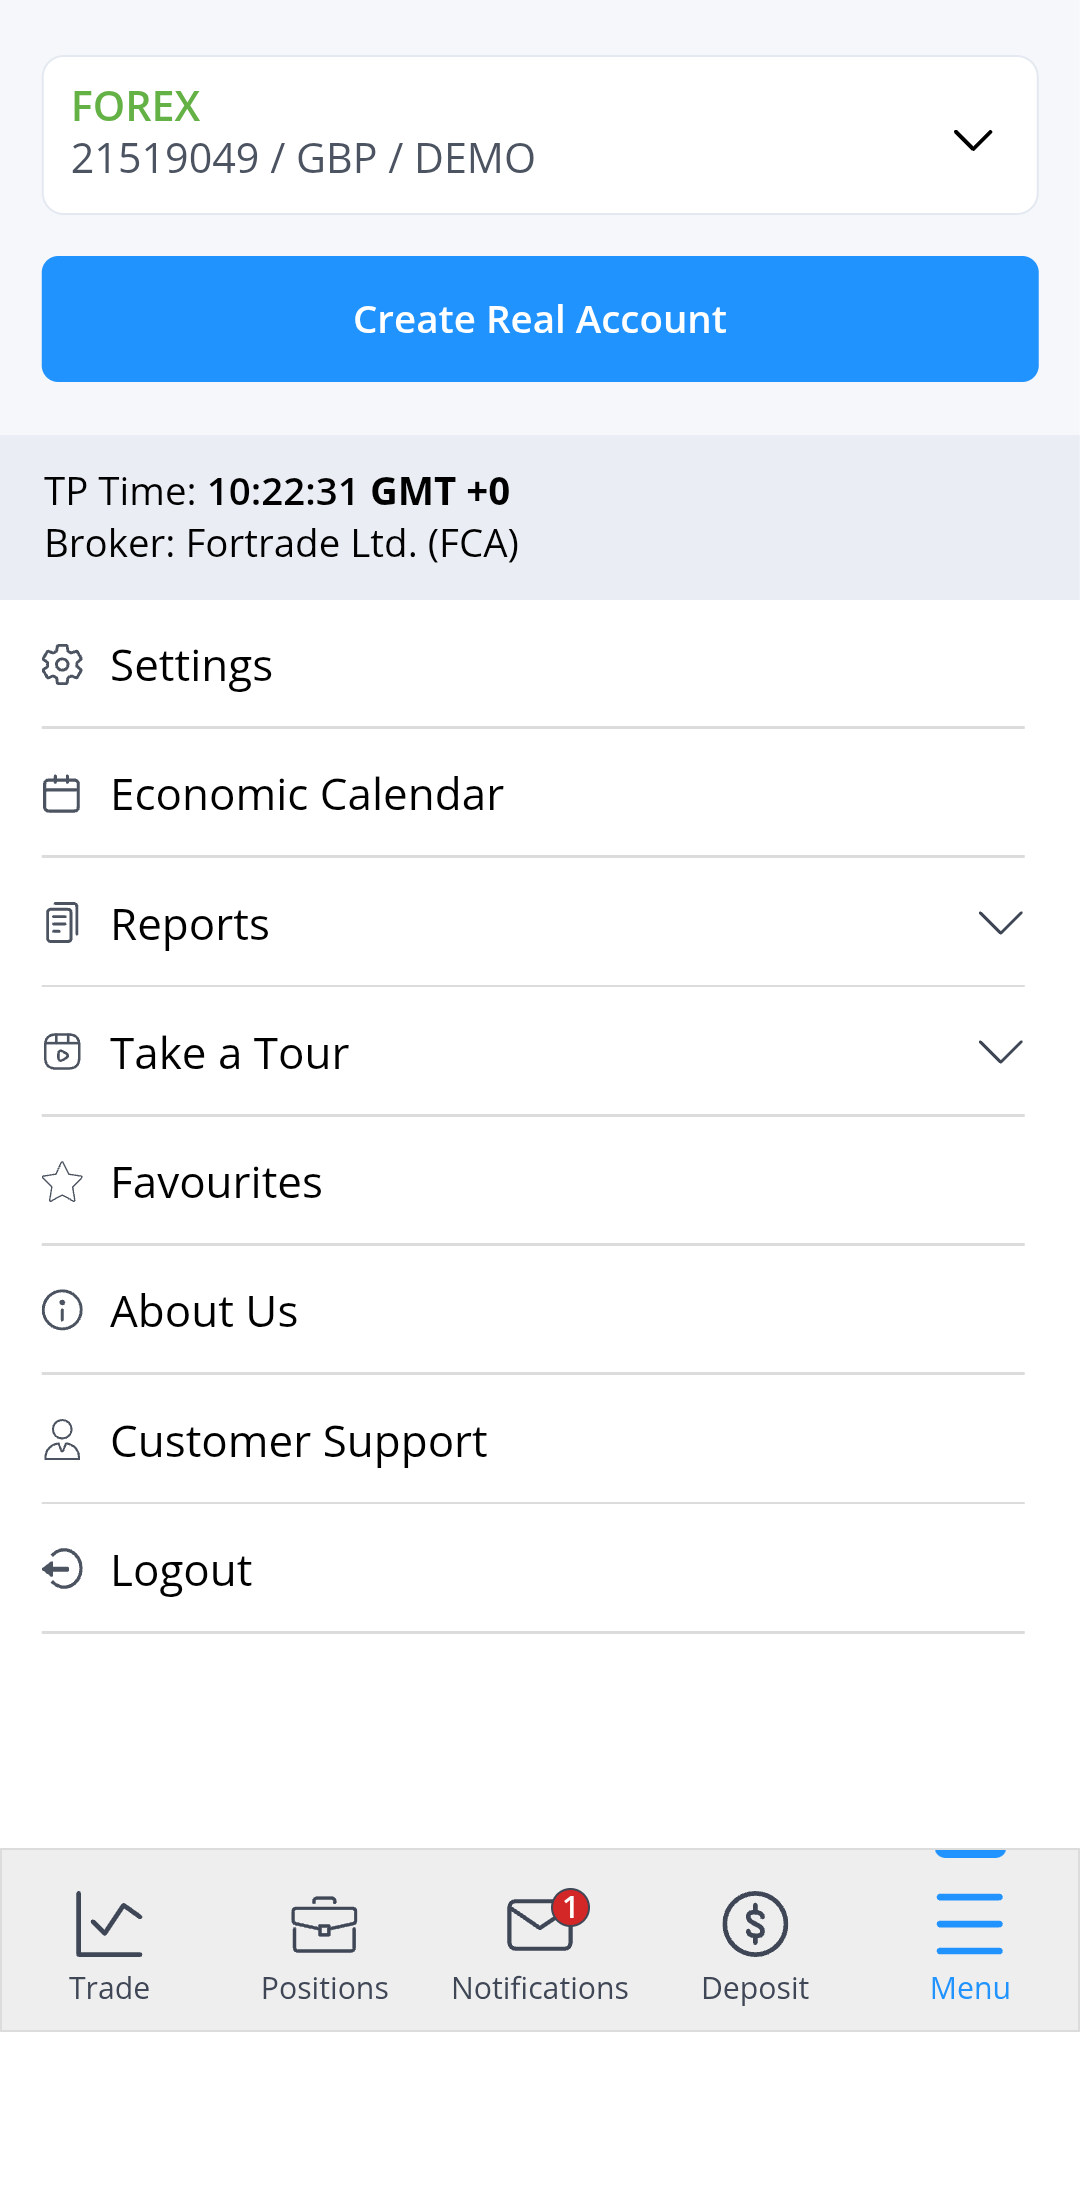 FOREX
21519049 / GBP / DEMO
Create Real Account
TP Time: 10:22:31 GMT +0
Broker: Fortrade Ltd. (FCA)
Settings
Economic Calendar
Reports
Take a Tour
Favourites
About Us
Customer Support
Logout
1
Trade
Positions
Notifications
Deposit
Menu